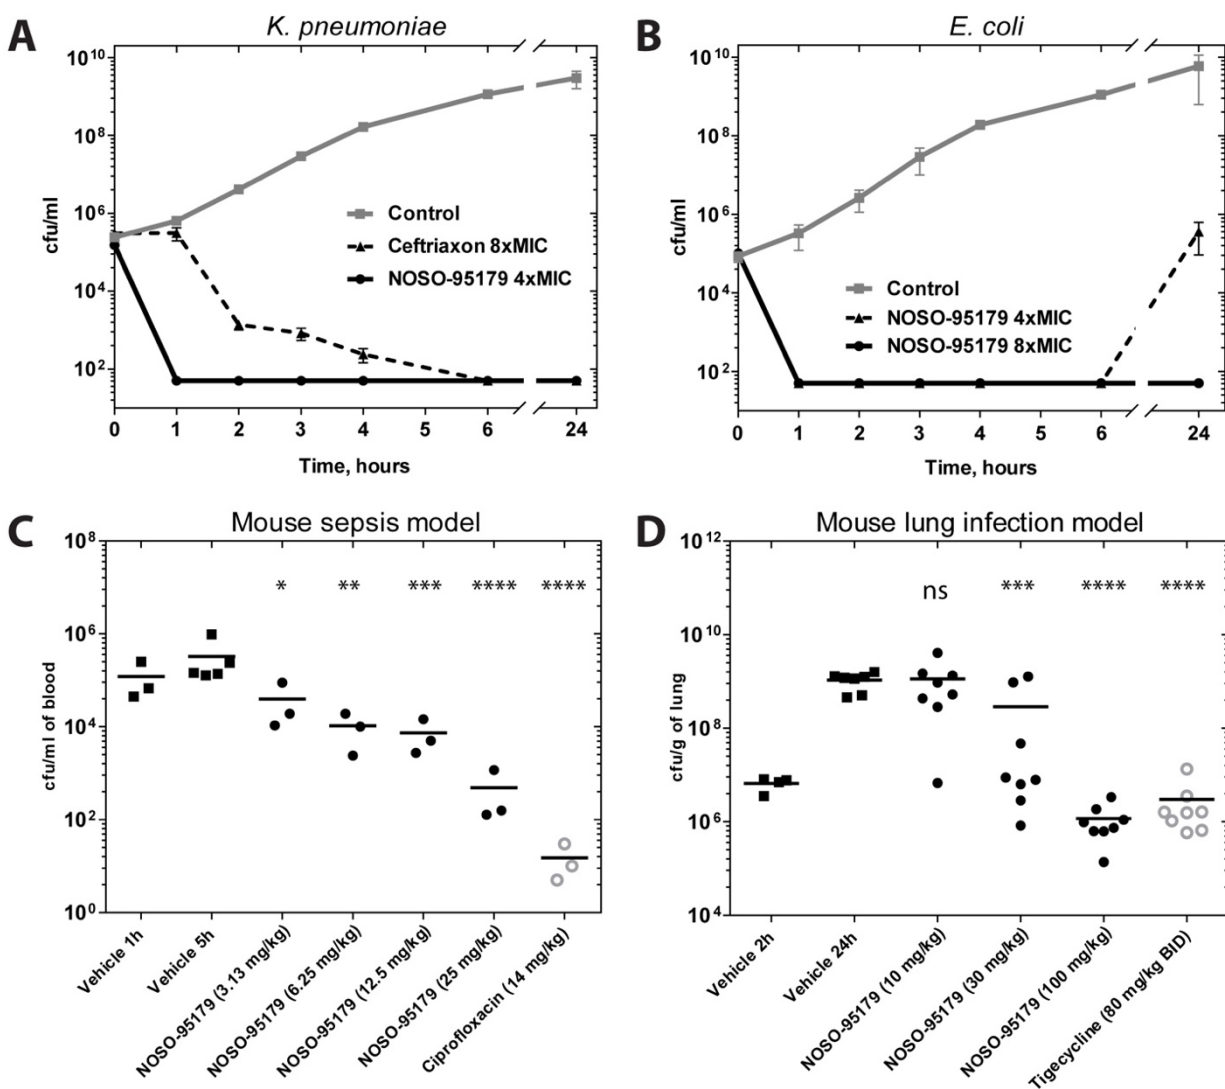 A
K. pneumoniae
10^10
10^8
10^6
10^4
10^2
cfu/ml
Control
Ceftriaxon 8xMIC
NOSO-95179 4xMIC
0 1 2 3 4 6 24
Time, hours
B
E. coli
10^10
10^8
10^6
10^4
10^2
cfu/ml
Control
NOSO-95179 4xMIC
NOSO-95179 8xMIC
0 1 2 3 4 5 6 24
Time, hours
C
Mouse sepsis model
10^8
10^6
10^4
10^2
10^0
cfu/ml of blood
* ** *** **** ****
Vehicle 1h
Vehicle 5h
NOSO-95179 (3.13 mg/kg)
NOSO-95179 (6.25 mg/kg)
NOSO-95179 (12.5 mg/kg)
NOSO-95179 (25 mg/kg)
Ciprofloxacin (14 mg/kg)
D
Mouse lung infection model
10^12
10^10
10^8
10^6
10^4
cfu/g of lung
ns *** **** ****
Vehicle 2h
Vehicle 24h
NOSO-95179 (10 mg/kg)
NOSO-95179 (30 mg/kg)
NOSO-95179 (100 mg/kg)
Tigecycline (80 mg/kg BID)